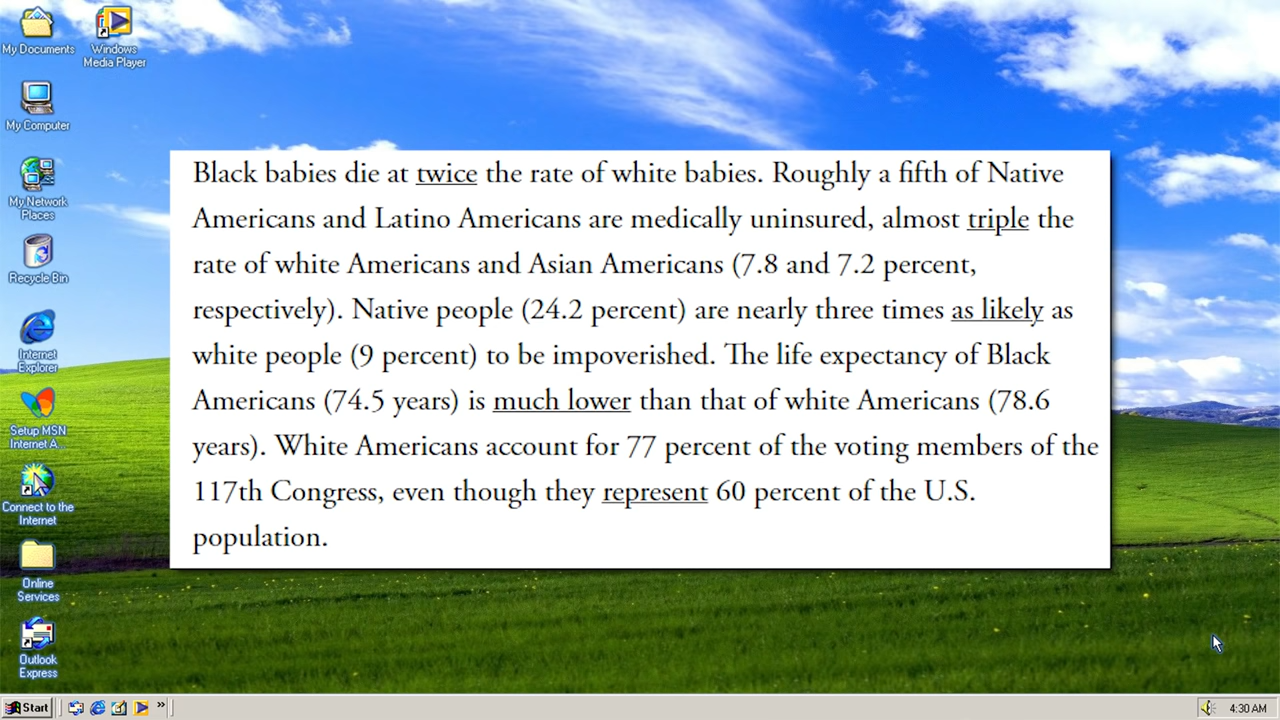 My Documents
Windows
Media Player
My Computer
My Network
Places
Recycle Bin
Internet
Explorer
Setup MSN
Internet A...
Connect to the
Internet
Online
Services
Outlook
Express
Black babies die at twice the rate of white babies. Roughly a fifth of Native
Americans and Latino Americans are medically uninsured, almost triple the
rate of white Americans and Asian Americans (7.8 and 7.2 percent,
respectively). Native people (24.2 percent) are nearly three times as likely as
white people (9 percent) to be impoverished. The life expectancy of Black
Americans (74.5 years) is much lower than that of white Americans (78.6
years). White Americans account for 77 percent of the voting members of the
117th Congress, even though they represent 60 percent of the U.S.
population.
Start
»
4:30 AM